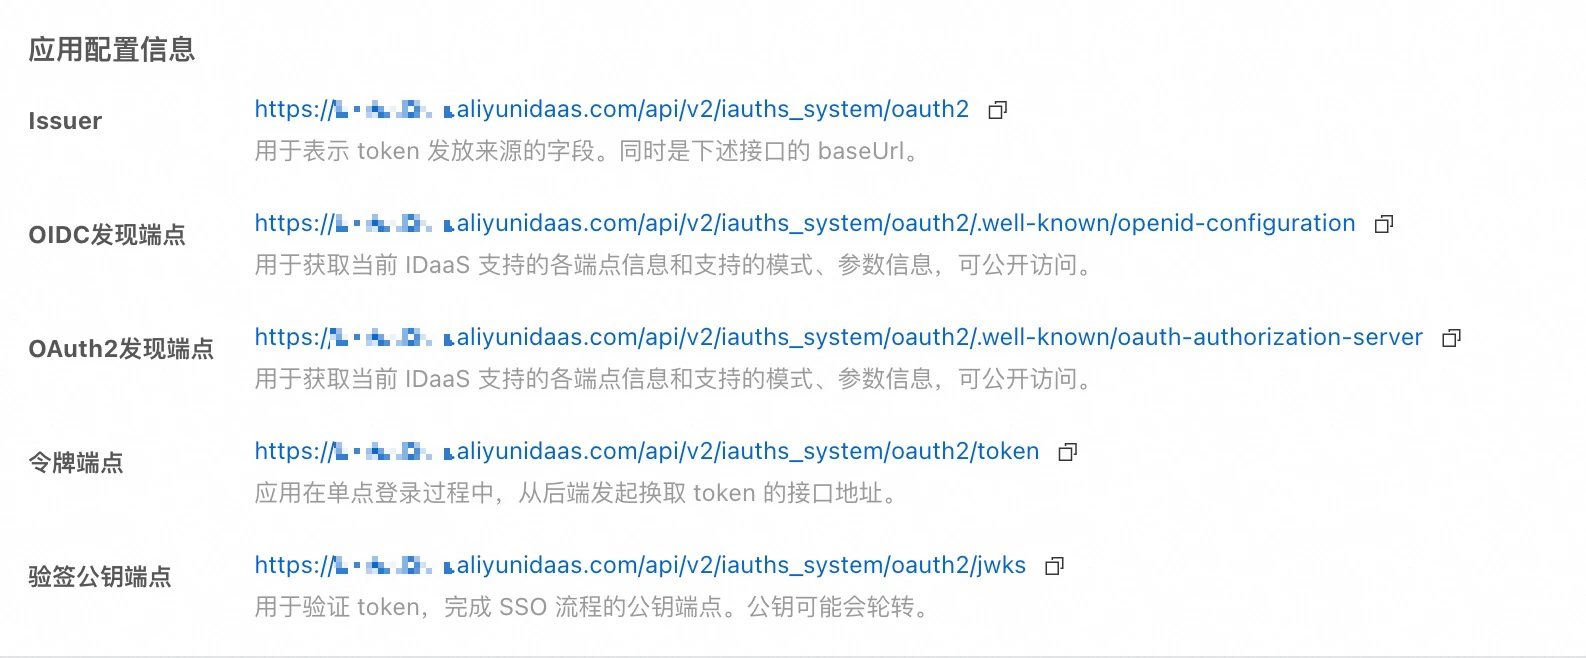 应用配置信息
Issuer
https://.aliyunidaas.com/api/v2/iauths_system/oauth2
用于表示 token 发放来源的字段。同时是下述接口的 baseUrl。
OIDC发现端点
https://.aliyunidaas.com/api/v2/iauths_system/oauth2/.well-known/openid-configuration
用于获取当前 IDaaS 支持的各端点信息和支持的模式、参数信息，可公开访问。
OAuth2发现端点
https://.aliyunidaas.com/api/v2/iauths_system/oauth2/.well-known/oauth-authorization-server
用于获取当前 IDaaS 支持的各端点信息和支持的模式、参数信息，可公开访问。
令牌端点
https://.aliyunidaas.com/api/v2/iauths_system/oauth2/token
应用在单点登录过程中，从后端发起换取 token 的接口地址。
验签公钥端点
https://.aliyunidaas.com/api/v2/iauths_system/oauth2/jwks
用于验证 token，完成 SSO 流程的公钥端点。公钥可能会轮转。